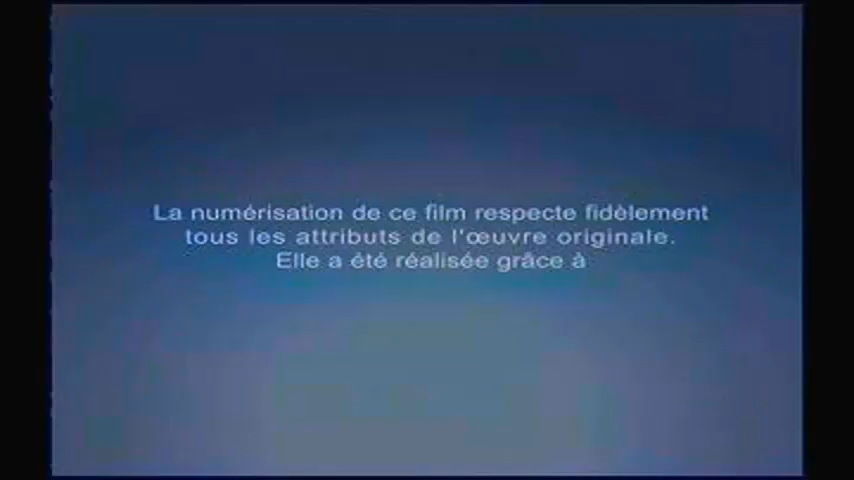 La numérisation de ce film respecte fidèlement
tous les attributs de l'œuvre originale.
Elle a été réalisée grâce à